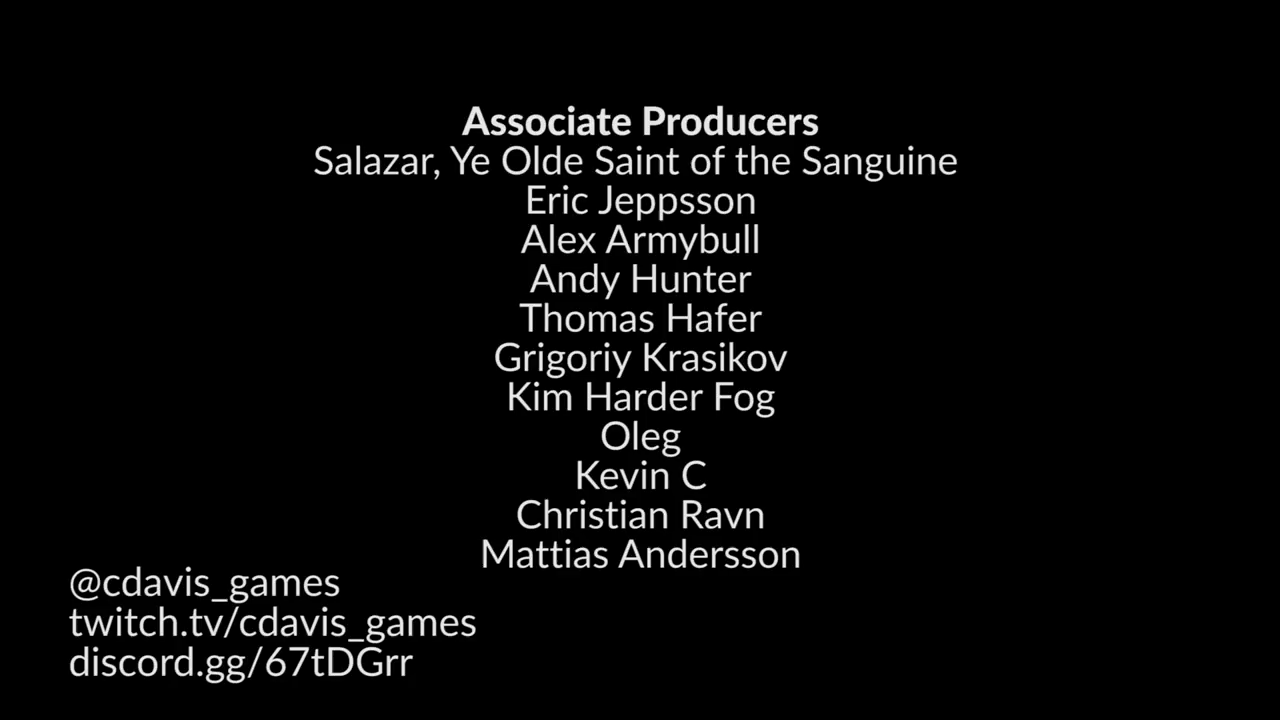 Associate Producers
Salazar, Ye Olde Saint of the Sanguine
Eric Jeppsson
Alex Armybull
Andy Hunter
Thomas Hafer
Grigoriy Krasikov
Kim Harder Fog
Oleg
Kevin C
Christian Ravn
Mattias Andersson
@cdavis_games
twitch.tv/cdavis_games
discord.gg/67tDGrr